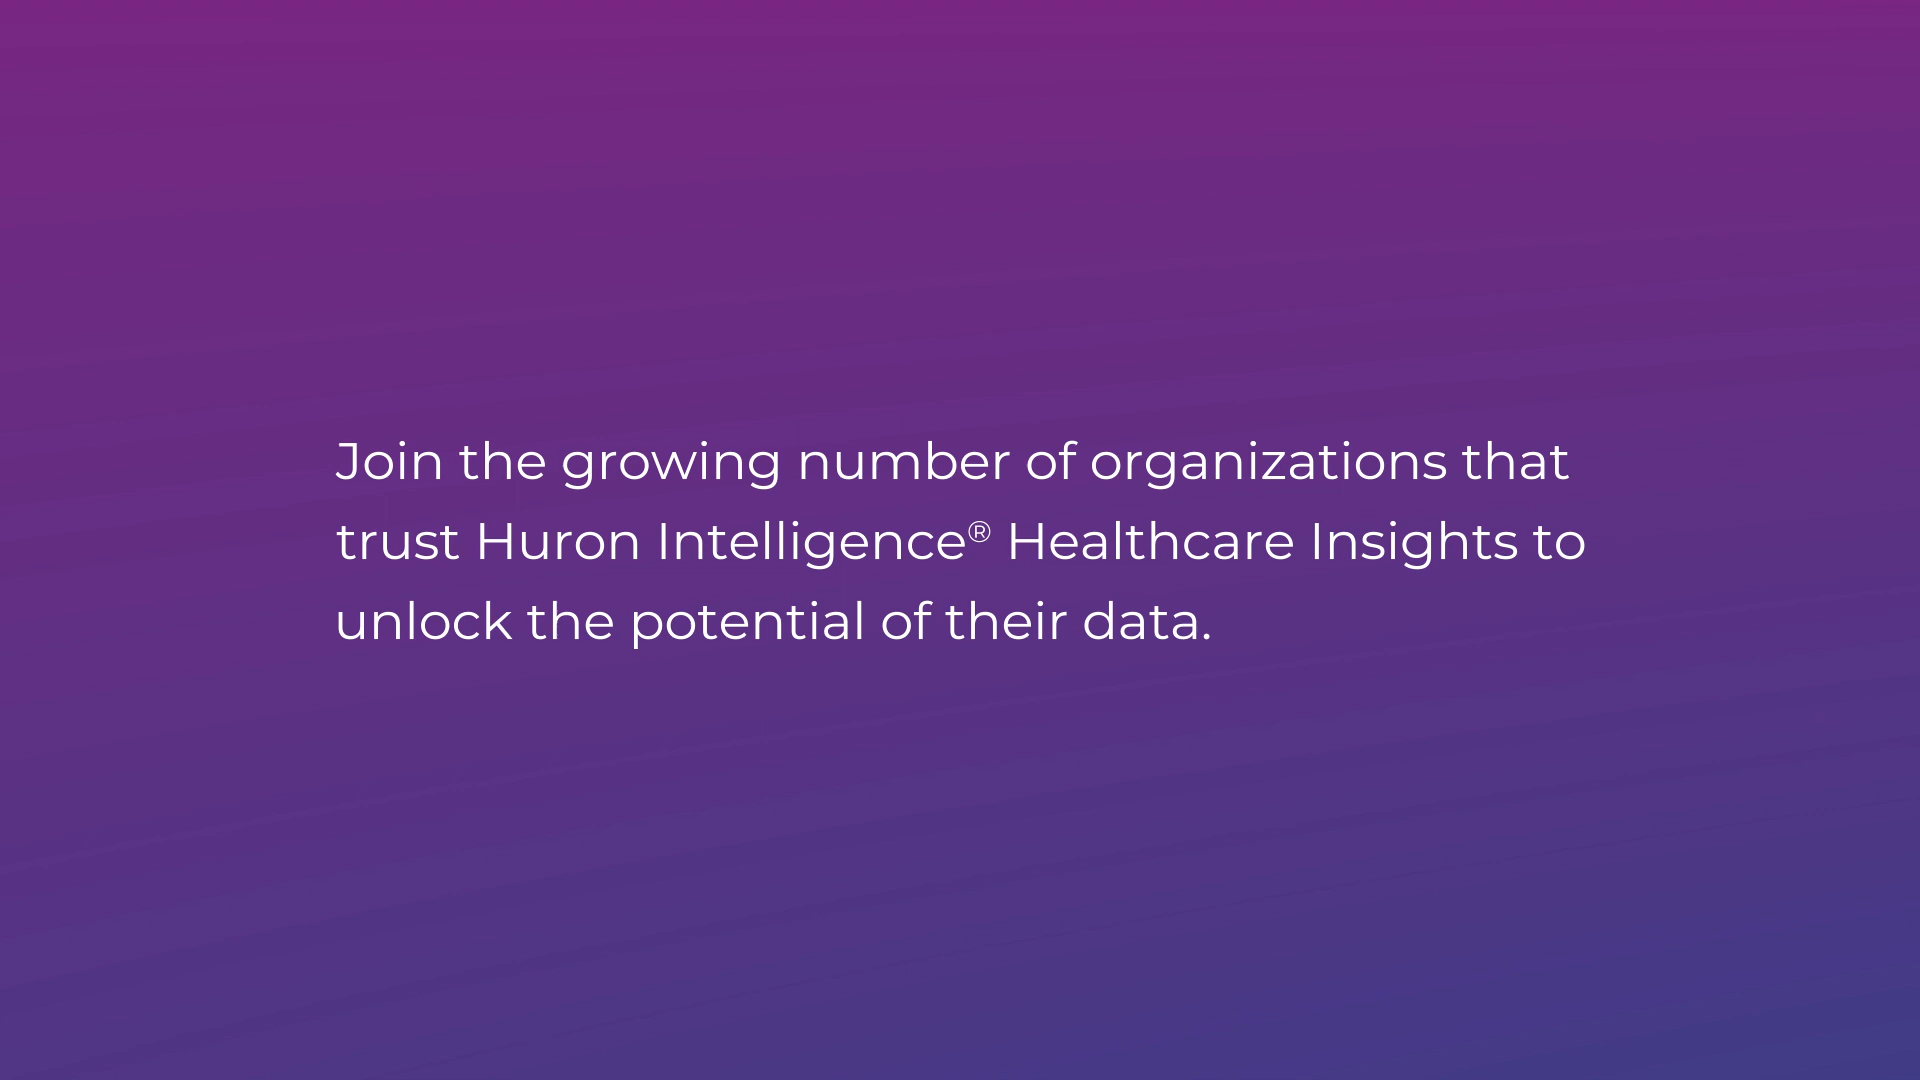 Join the growing number of organizations that
trust Huron Intelligence® Healthcare Insights to
unlock the potential of their data.